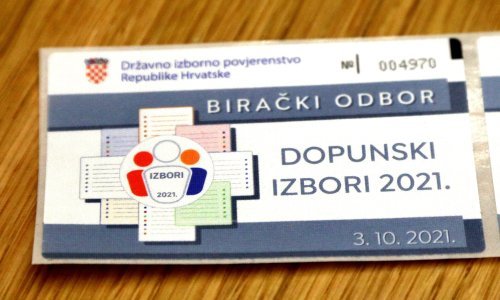 Državno izborno povjerenstvo
Republike Hrvatske
№ 004970
BIRAČKI ODBOR
DOPUNSKI
IZBORI 2021.
IZBORI
2021.
3. 10. 2021.